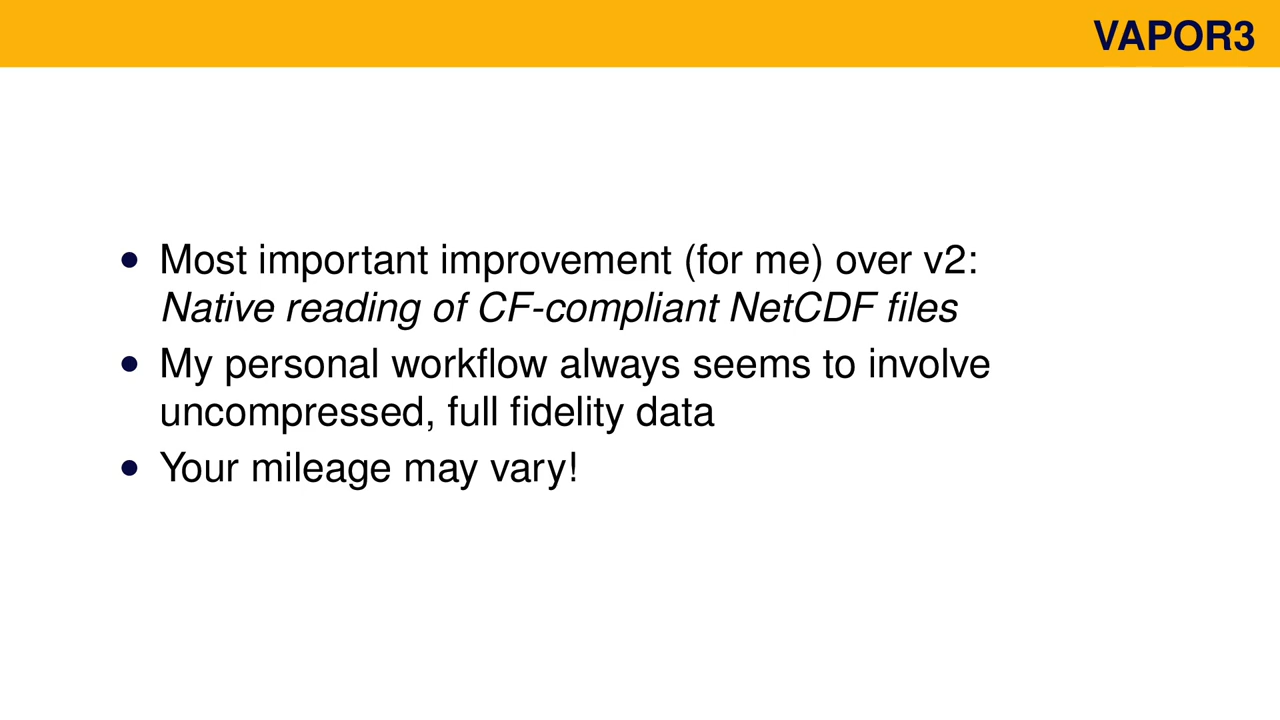 VAPOR3
• Most important improvement (for me) over v2:
Native reading of CF-compliant NetCDF files
• My personal workflow always seems to involve
uncompressed, full fidelity data
• Your mileage may vary!